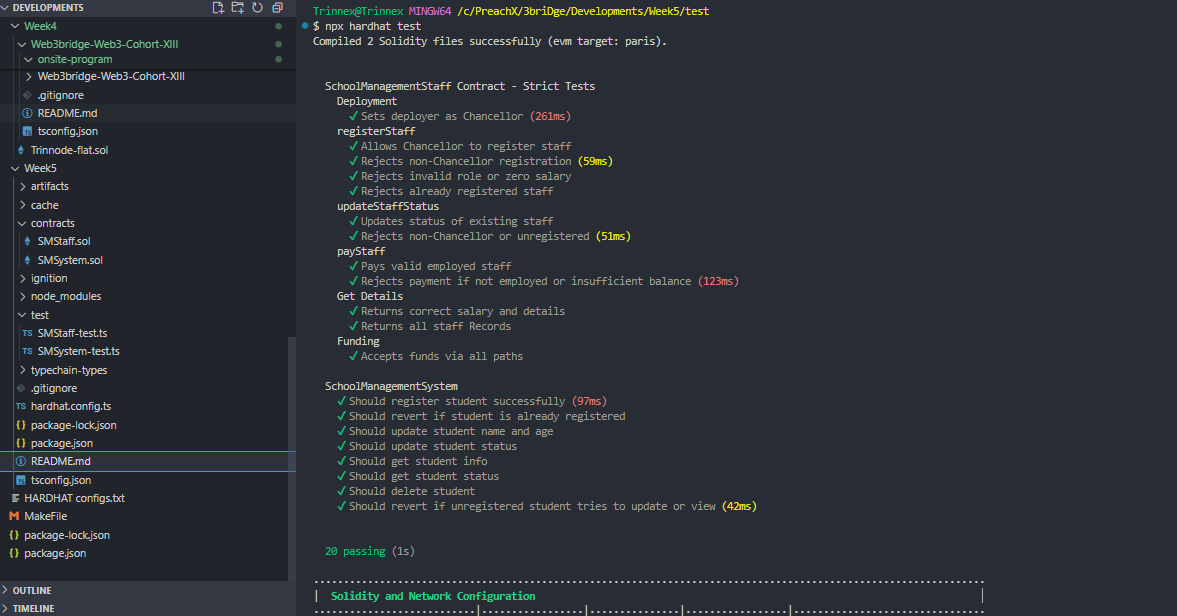 DEVELOPMENTS
Week4
Web3bridge-Web3-Cohort-XIII
onsite-program
Web3bridge-Web3-Cohort-XIII
.gitignore
README.md
tsconfig.json
Trinnode-flat.sol
Week5
artifacts
cache
contracts
SMStaff.sol
SMSystem.sol
ignition
node_modules
test
TS SMStaff-test.ts
TS SMSystem-test.ts
typechain-types
.gitignore
TS hardhat.config.ts
{} package-lock.json
{} package.json
README.md
tsconfig.json
HARDHAT configs.txt
M MakeFile
{} package-lock.json
{} package.json
OUTLINE
TIMELINE
Trinnex@Trinnex MINGW64 /c/PreachX/3briDge/Developments/Week5/test
$ npx hardhat test
Compiled 2 Solidity files successfully (evm target: paris).
SchoolManagementStaff Contract - Strict Tests
Deployment
✓ Sets deployer as Chancellor (261ms)
registerStaff
✓ Allows Chancellor to register staff
✓ Rejects non-Chancellor registration (59ms)
✓ Rejects invalid role or zero salary
✓ Rejects already registered staff
updateStaffStatus
✓ Updates status of existing staff
✓ Rejects non-Chancellor or unregistered (51ms)
payStaff
✓ Pays valid employed staff
✓ Rejects payment if not employed or insufficient balance (123ms)
Get Details
✓ Returns correct salary and details
✓ Returns all staff Records
Funding
✓ Accepts funds via all paths
SchoolManagementSystem
✓ Should register student successfully (97ms)
✓ Should revert if student is already registered
✓ Should update student name and age
✓ Should update student status
✓ Should get student info
✓ Should get student status
✓ Should delete student
✓ Should revert if unregistered student tries to update or view (42ms)
20 passing (1s)
| Solidity and Network Configuration |